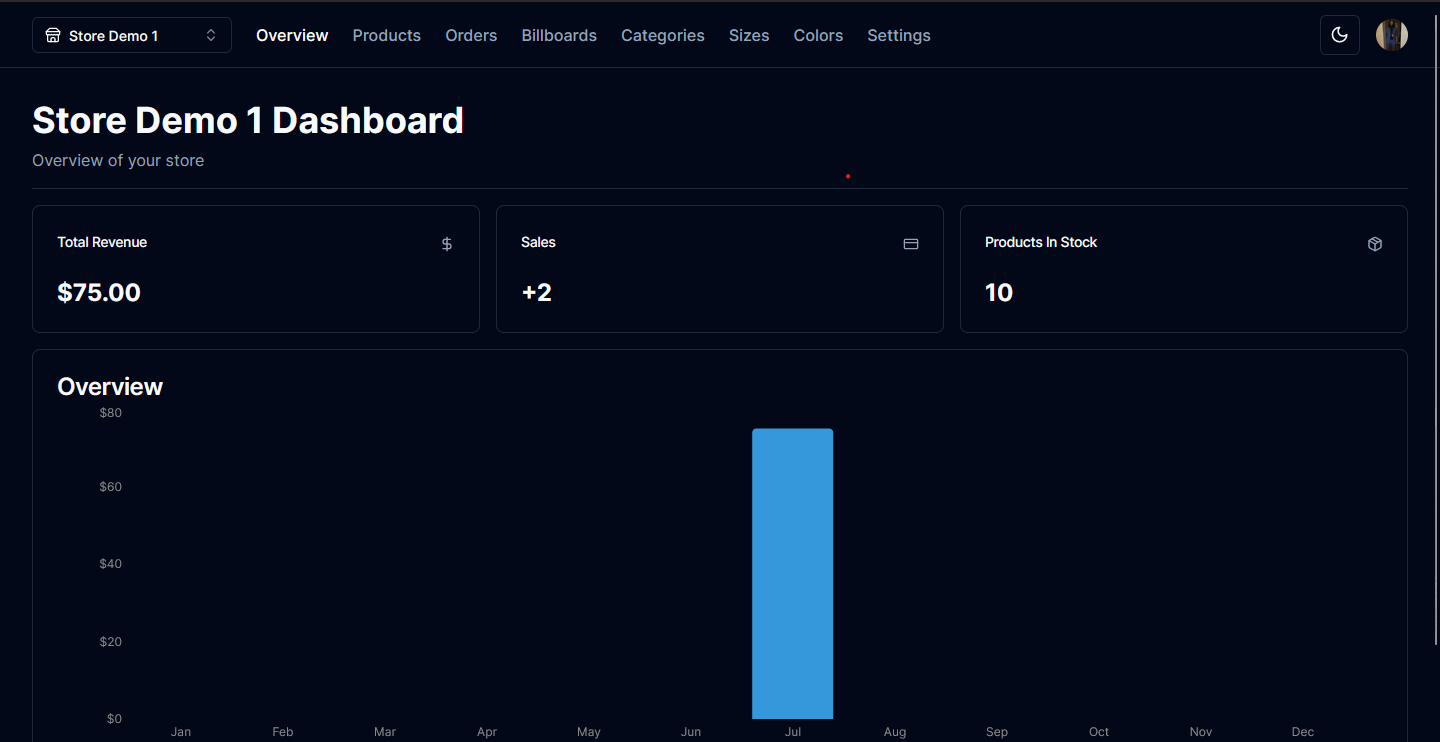 Store Demo 1 Overview Products Orders Billboards Categories Sizes Colors Settings
Store Demo 1 Dashboard
Overview of your store
Total Revenue
$75.00
Sales
+2
Products In Stock
10
Overview
$80
$60
$40
$20
$0
Jan Feb Mar Apr May Jun Jul Aug Sep Oct Nov Dec